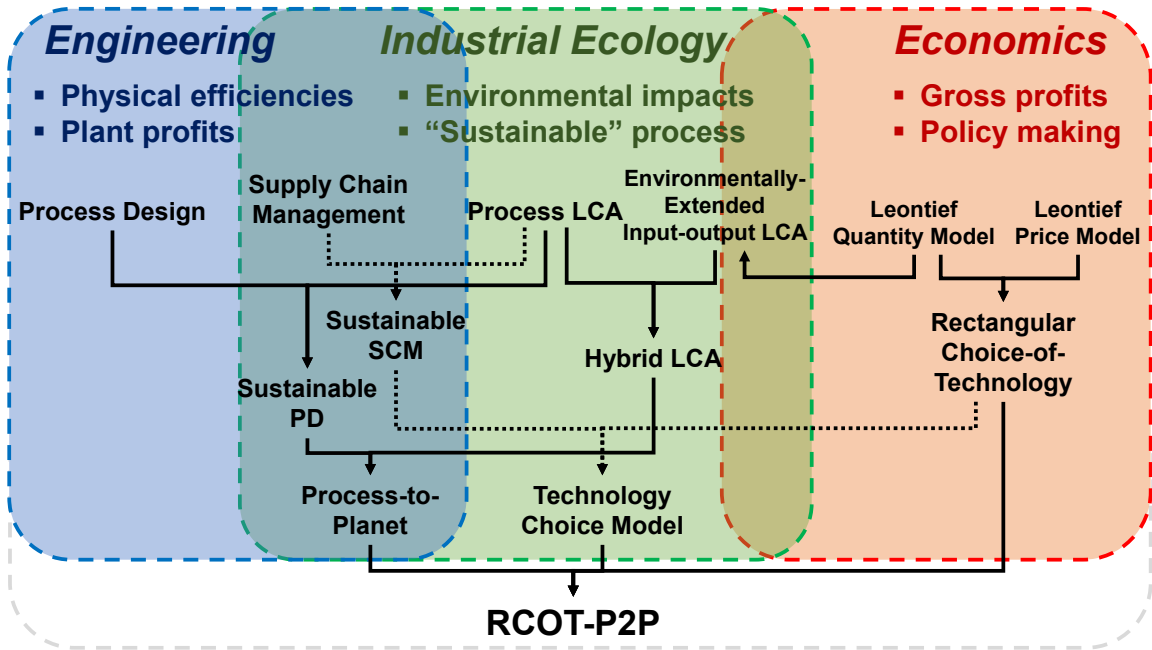 Engineering
Industrial Ecology
Economics
▪ Physical efficiencies
▪ Plant profits
▪ Environmental impacts
▪ “Sustainable” process
▪ Gross profits
▪ Policy making
Process Design
Supply Chain
Management
Process LCA
Environmentally-
Extended
Input-output LCA
Leontief
Quantity Model
Leontief
Price Model
Sustainable
SCM
Hybrid LCA
Rectangular
Choice-of-
Technology
Sustainable
PD
Process-to-
Planet
Technology
Choice Model
RCOT-P2P